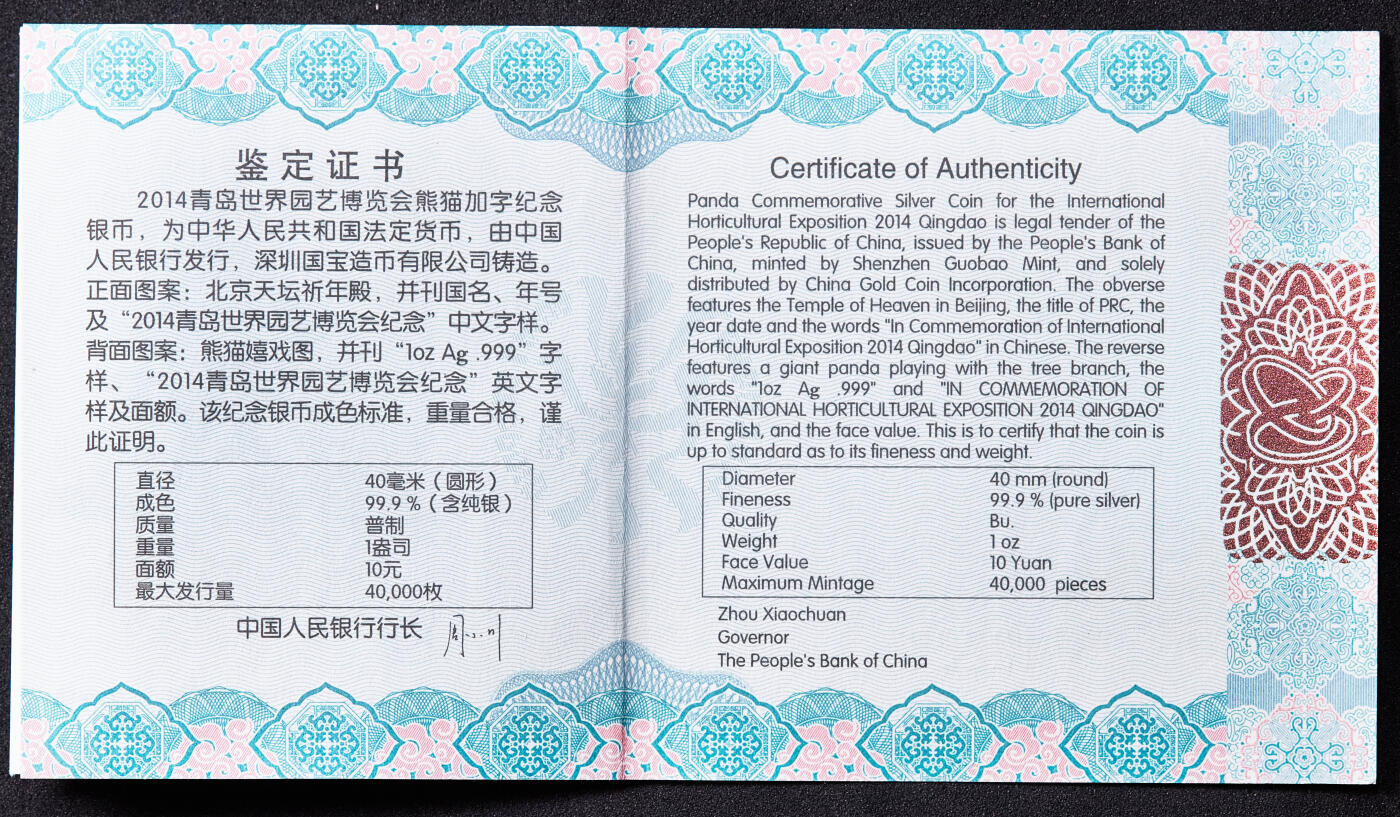 鉴定证书
2014青岛世界园艺博览会熊猫加字纪念
银币，为中华人民共和国法定货币，由中国
人民银行发行，深圳国宝造币有限公司铸造。
正面图案：北京天坛祈年殿，并刊国名、年号
及“2014青岛世界园艺博览会纪念”中文字样。
背面图案：熊猫嬉戏图，并刊“1oz Ag .999”字
样、“2014青岛世界园艺博览会纪念”英文字
样及面额。该纪念银币成色标准，重量合格，谨
此证明。
直径 40毫米（圆形）
成色 99.9％（含纯银）
质量 普制
重量 1盎司
面额 10元
最大发行量 40,000枚
中国人民银行行长 周小川
Certificate of Authenticity
Panda Commemorative Silver Coin for the International
Horticultural Exposition 2014 Qingdao is legal tender of the
People's Republic of China, issued by the People's Bank of
China, minted by Shenzhen Guobao Mint, and solely
distributed by China Gold Coin Incorporation. The obverse
features the Temple of Heaven in Beijing, the title of PRC, the
year date and the words "In Commemoration of International
Horticultural Exposition 2014 Qingdao" in Chinese. The reverse
features a giant panda playing with the tree branch, the
words "1oz Ag .999" and "IN COMMEMORATION OF
INTERNATIONAL HORTICULTURAL EXPOSITION 2014 QINGDAO"
in English, and the face value. This is to certify that the coin is
up to standard as to its fineness and weight.
Diameter 40 mm (round)
Fineness 99.9 % (pure silver)
Quality Bu.
Weight 1 oz
Face Value 10 Yuan
Maximum Mintage 40,000 pieces
Zhou Xiaochuan
Governor
The People's Bank of China